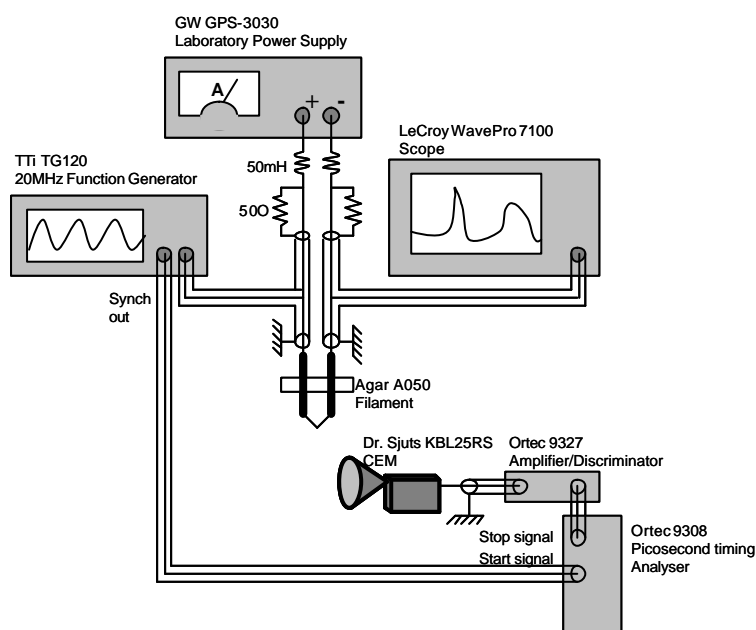 GW GPS-3030
Laboratory Power Supply
A
+ -
LeCroy WavePro 7100
Scope
TTi TG120
20MHz Function Generator
50mH
50O
Synch
out
Agar A050
Filament
Dr. Sjuts KBL25RS
CEM
Ortec 9327
Amplifier/Discriminator
Stop signal
Start signal
Ortec 9308
Picosecond timing
Analyser